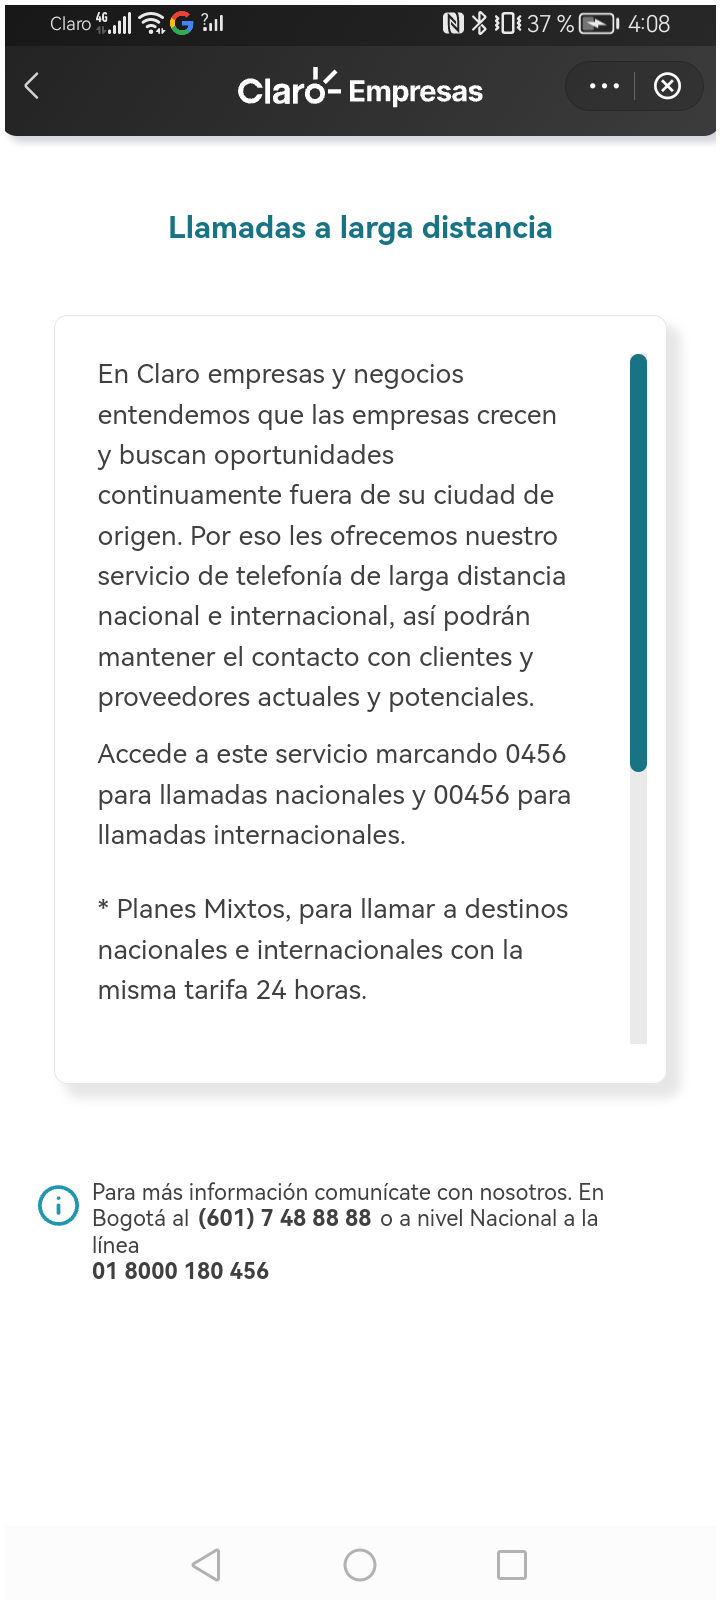 Claro 4G ? 37 % 4:08
Claro- Empresas
Llamadas a larga distancia
En Claro empresas y negocios
entendemos que las empresas crecen
y buscan oportunidades
continuamente fuera de su ciudad de
origen. Por eso les ofrecemos nuestro
servicio de telefonía de larga distancia
nacional e internacional, así podrán
mantener el contacto con clientes y
proveedores actuales y potenciales.
Accede a este servicio marcando 0456
para llamadas nacionales y 00456 para
llamadas internacionales.
* Planes Mixtos, para llamar a destinos
nacionales e internacionales con la
misma tarifa 24 horas.
Para más información comunícate con nosotros. En
Bogotá al (601) 7 48 88 88 o a nivel Nacional a la
línea
01 8000 180 456